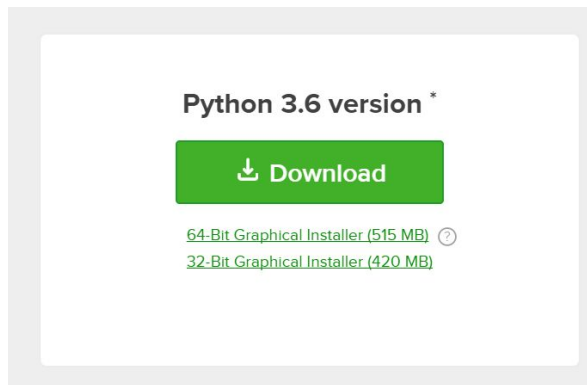 Python 3.6 version *
Download
64-Bit Graphical Installer (515 MB) ?
32-Bit Graphical Installer (420 MB)